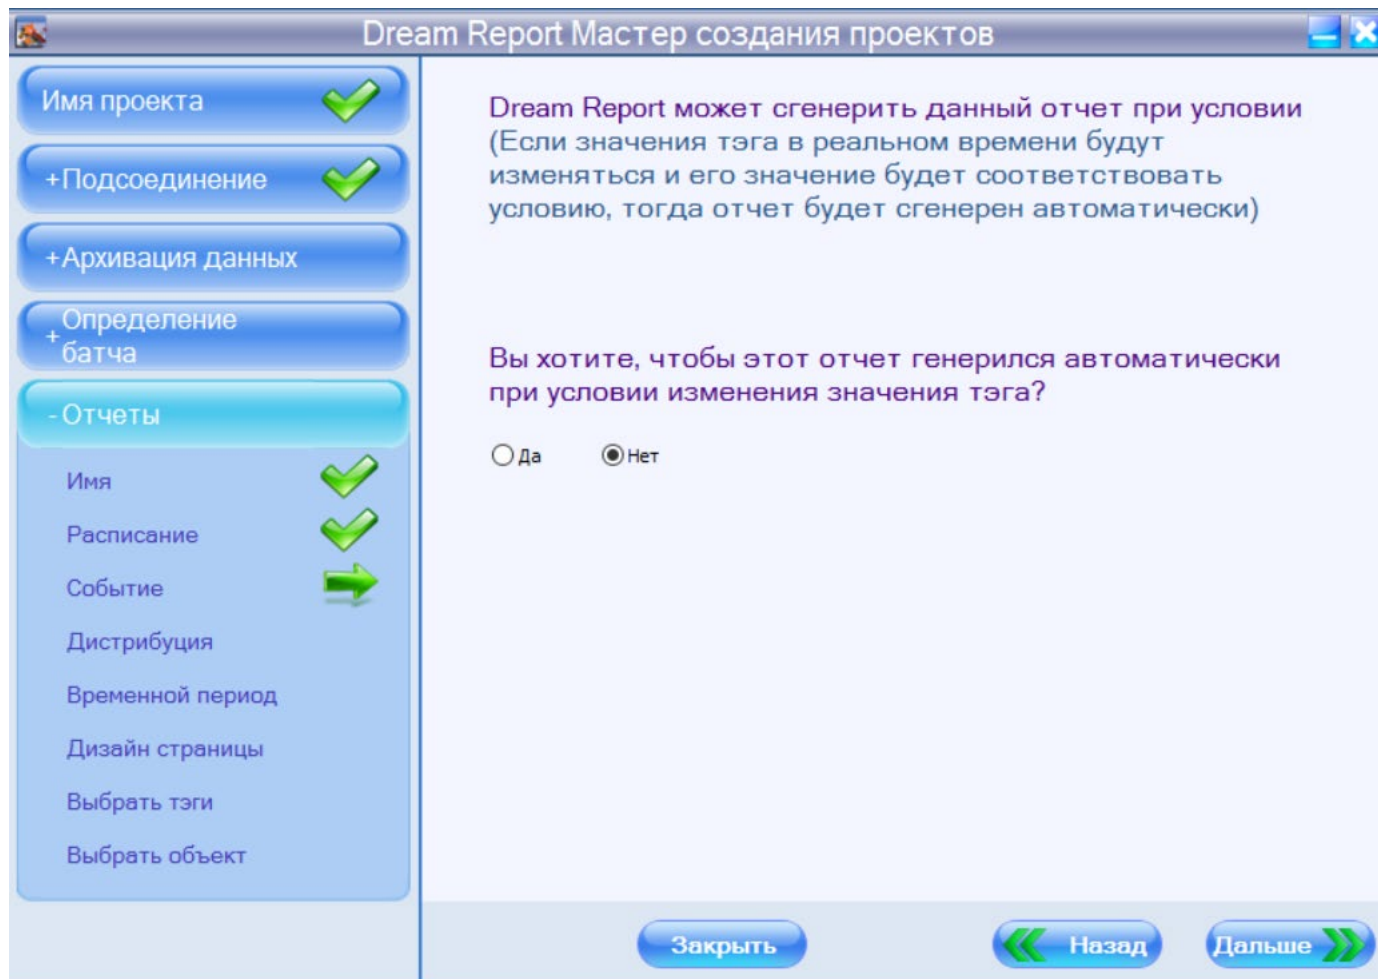 Dream Report Мастер создания проектов
Имя проекта
+Подсоединение
+Архивация данных
+Определение
батча
- Отчеты
Имя
Расписание
Событие
Дистрибуция
Временной период
Дизайн страницы
Выбрать тэги
Выбрать объект
Dream Report может сгенерить данный отчет при условии
(Если значения тэга в реальном времени будут
изменяться и его значение будет соответствовать
условию, тогда отчет будет сгенерен автоматически)
Вы хотите, чтобы этот отчет генерился автоматически
при условии изменения значения тэга?
Да Нет
Закрыть Назад Дальше